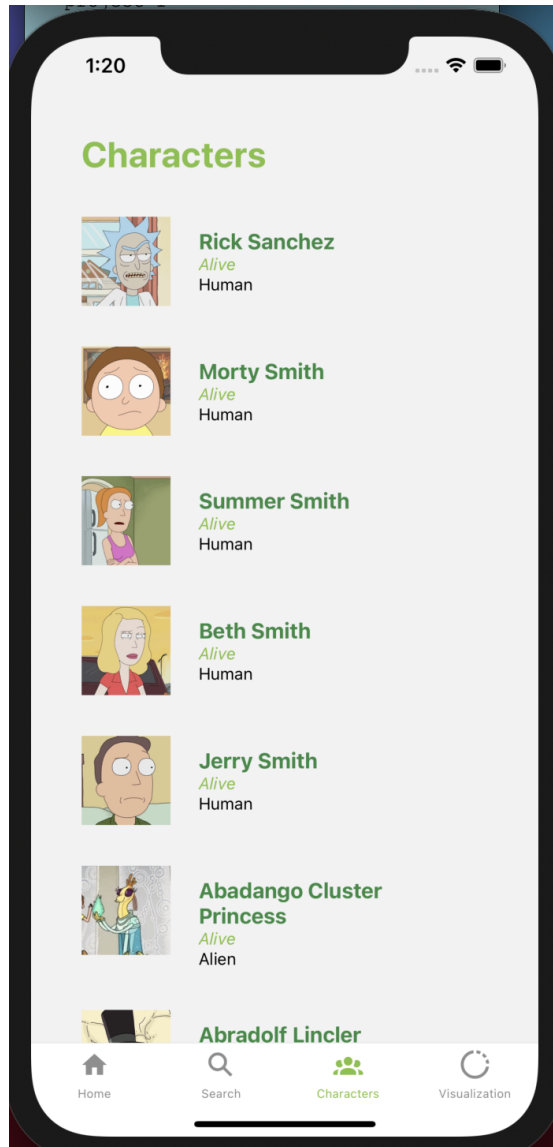 1:20
Characters
Rick Sanchez
Alive
Human
Morty Smith
Alive
Human
Summer Smith
Alive
Human
Beth Smith
Alive
Human
Jerry Smith
Alive
Human
Abadango Cluster
Princess
Alive
Alien
Abradolf Lincler
Home
Search
Characters
Visualization